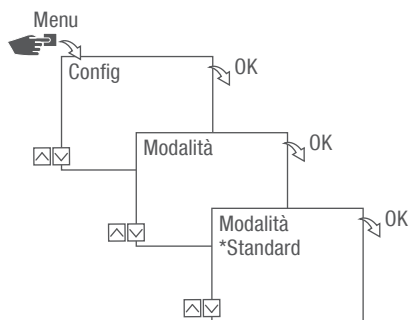 Menu
Config
OK
Modalità
OK
Modalità
*Standard
OK